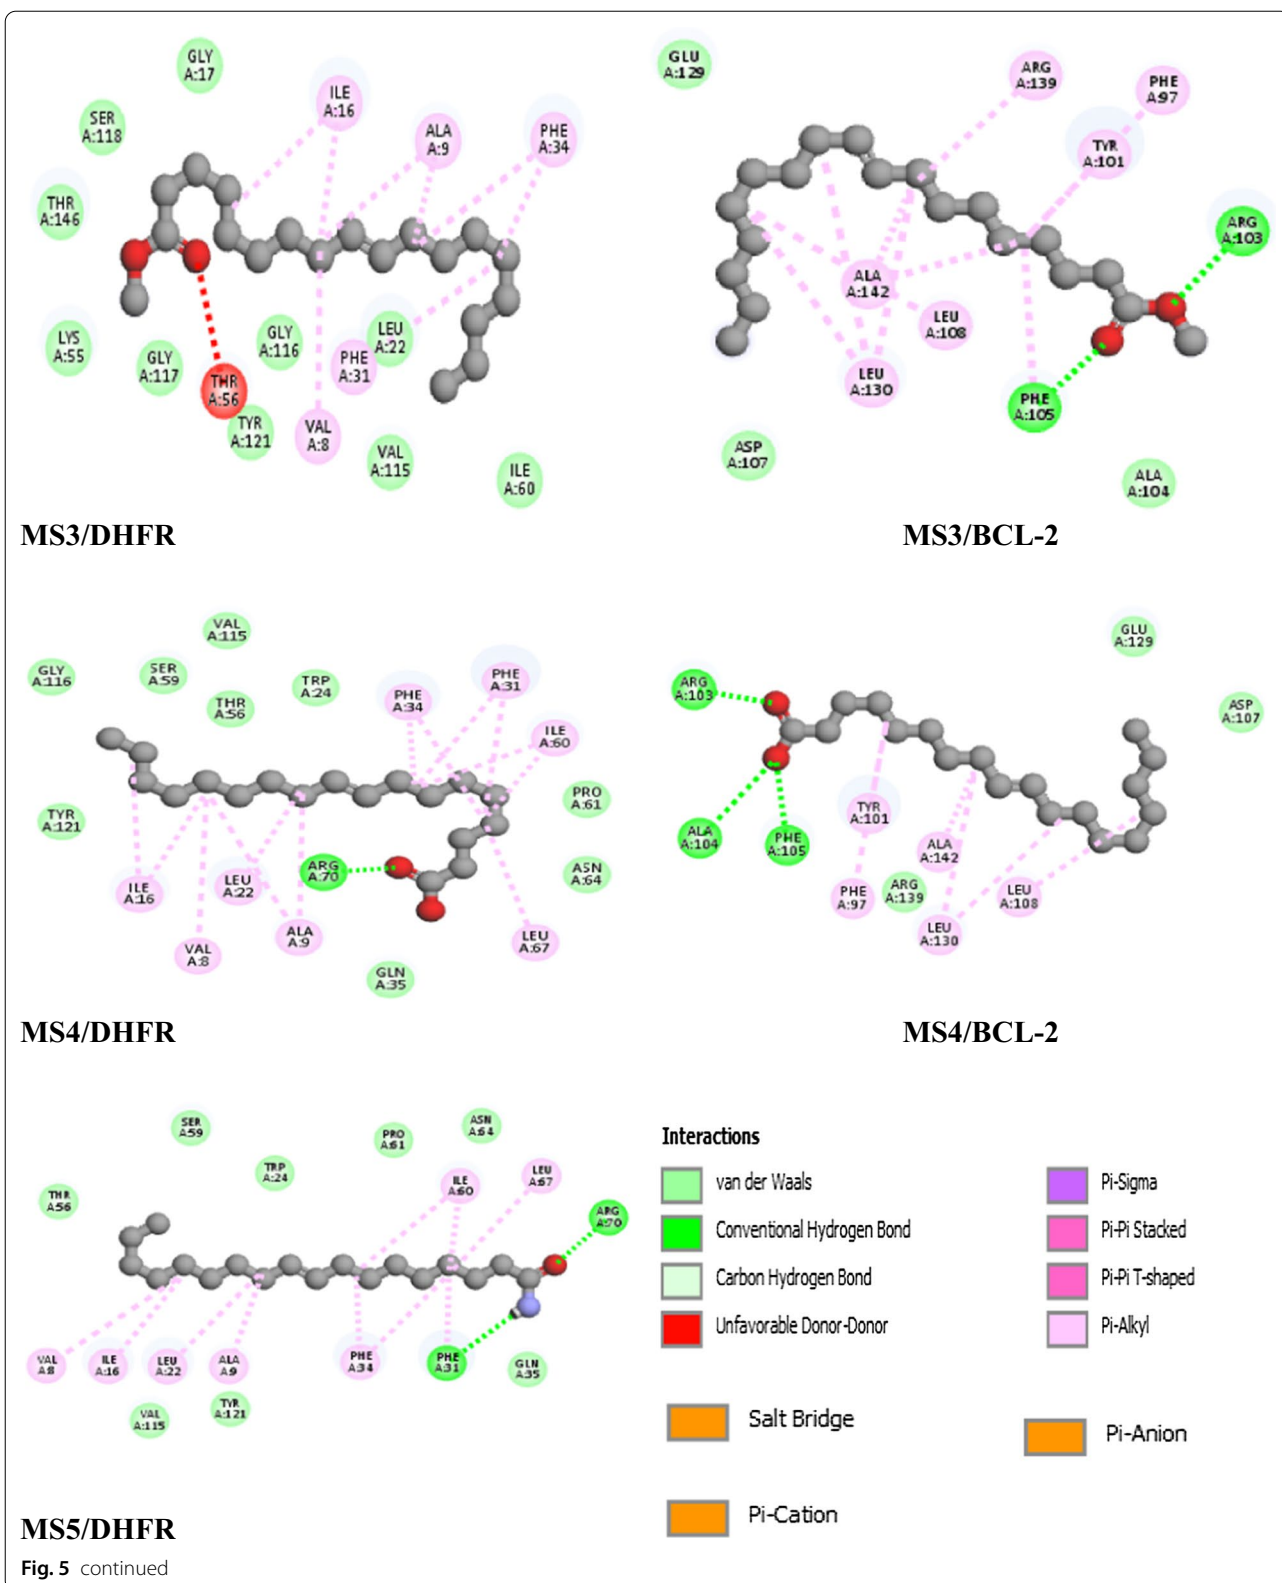 GLY
A:17
SER
A:118
THR
A:146
LYS
A:55
GLY
A:117
THR
A:56
TYR
A:121
GLY
A:116
ILE
A:16
ALA
A:9
PHE
A:34
LEU
A:22
PHE
A:31
VAL
A:8
VAL
A:115
ILE
A:60
MS3/DHFR
GLU
A:129
ARG
A:139
PHE
A:97
TYR
A:101
ARG
A:103
ALA
A:142
LEU
A:108
LEU
A:130
PHE
A:105
ASP
A:107
ALA
A:104
MS3/BCL-2
VAL
A:115
GLY
A:116
SER
A:59
THR
A:56
TRP
A:24
PHE
A:34
PHE
A:31
ILE
A:60
PRO
A:61
TYR
A:121
ASN
A:64
ARG
A:70
LEU
A:22
ILE
A:16
ALA
A:9
VAL
A:8
LEU
A:67
GLN
A:35
MS4/DHFR
GLU
A:129
ARG
A:103
ASP
A:107
TYR
A:101
ALA
A:104
PHE
A:105
ALA
A:142
PHE
A:97
ARG
A:139
LEU
A:108
LEU
A:130
MS4/BCL-2
SER
A:59
PRO
A:61
ASN
A:64
TRP
A:24
THR
A:56
ILE
A:60
LEU
A:67
ARG
A:70
VAL
A:8
ILE
A:16
LEU
A:22
ALA
A:9
PHE
A:34
PHE
A:31
GLN
A:35
VAL
A:115
TYR
A:121
MS5/DHFR
Interactions
van der Waals
Conventional Hydrogen Bond
Carbon Hydrogen Bond
Unfavorable Donor-Donor
Pi-Sigma
Pi-Pi Stacked
Pi-Pi T-shaped
Pi-Alkyl
Salt Bridge
Pi-Anion
Pi-Cation
Fig. 5 continued